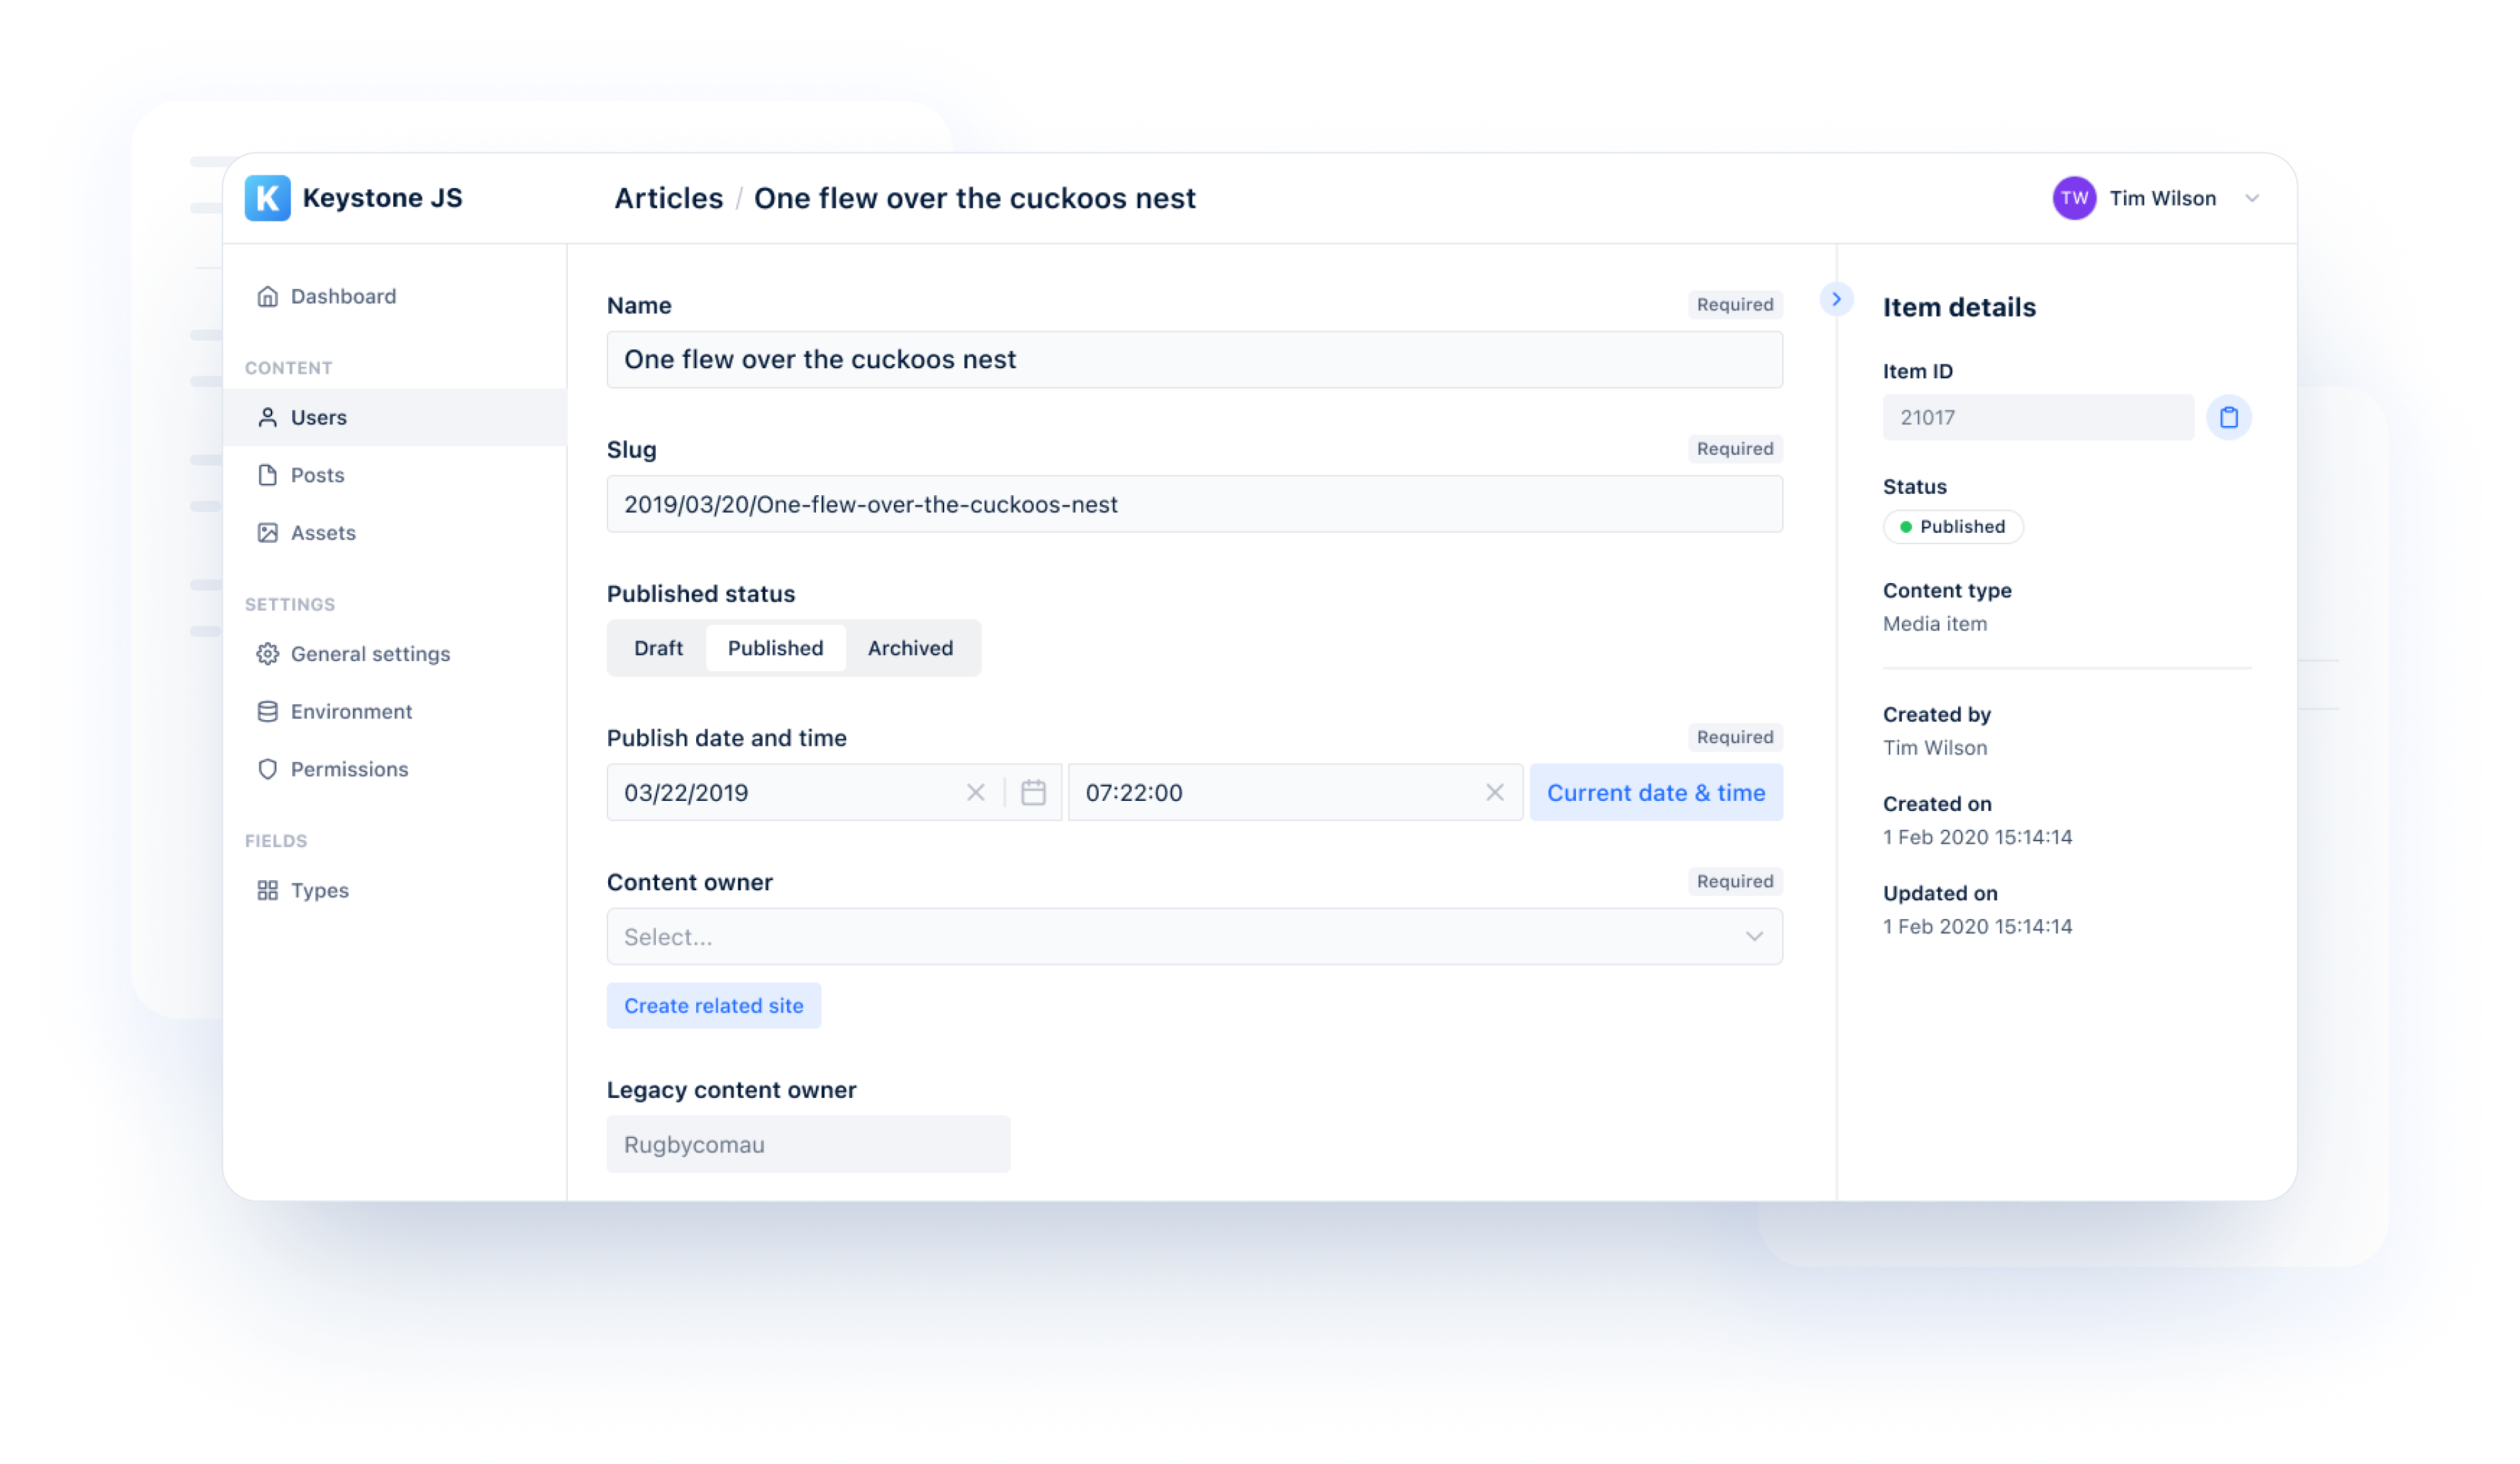 K Keystone JS
Articles / One flew over the cuckoos nest
TW Tim Wilson
Dashboard
CONTENT
Users
Posts
Assets
SETTINGS
General settings
Environment
Permissions
FIELDS
Types
Name Required
One flew over the cuckoos nest
Slug Required
2019/03/20/One-flew-over-the-cuckoos-nest
Published status
Draft Published Archived
Publish date and time Required
03/22/2019 07:22:00 Current date & time
Content owner Required
Select...
Create related site
Legacy content owner
Rugbycomau
Item details
Item ID
21017
Status
Published
Content type
Media item
Created by
Tim Wilson
Created on
1 Feb 2020 15:14:14
Updated on
1 Feb 2020 15:14:14